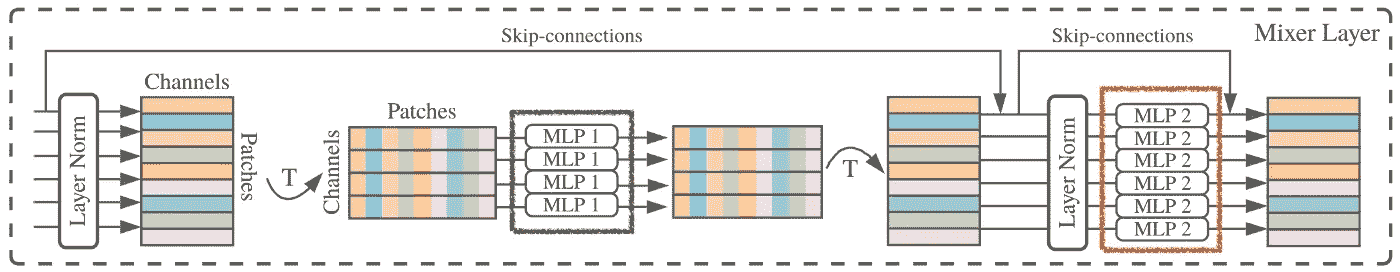 Skip-connections
Skip-connections
Mixer Layer
Channels
Patches
Layer Norm
Patches
T
Channels
MLP 1
MLP 1
MLP 1
MLP 1
T
Layer Norm
MLP 2
MLP 2
MLP 2
MLP 2
MLP 2
MLP 2